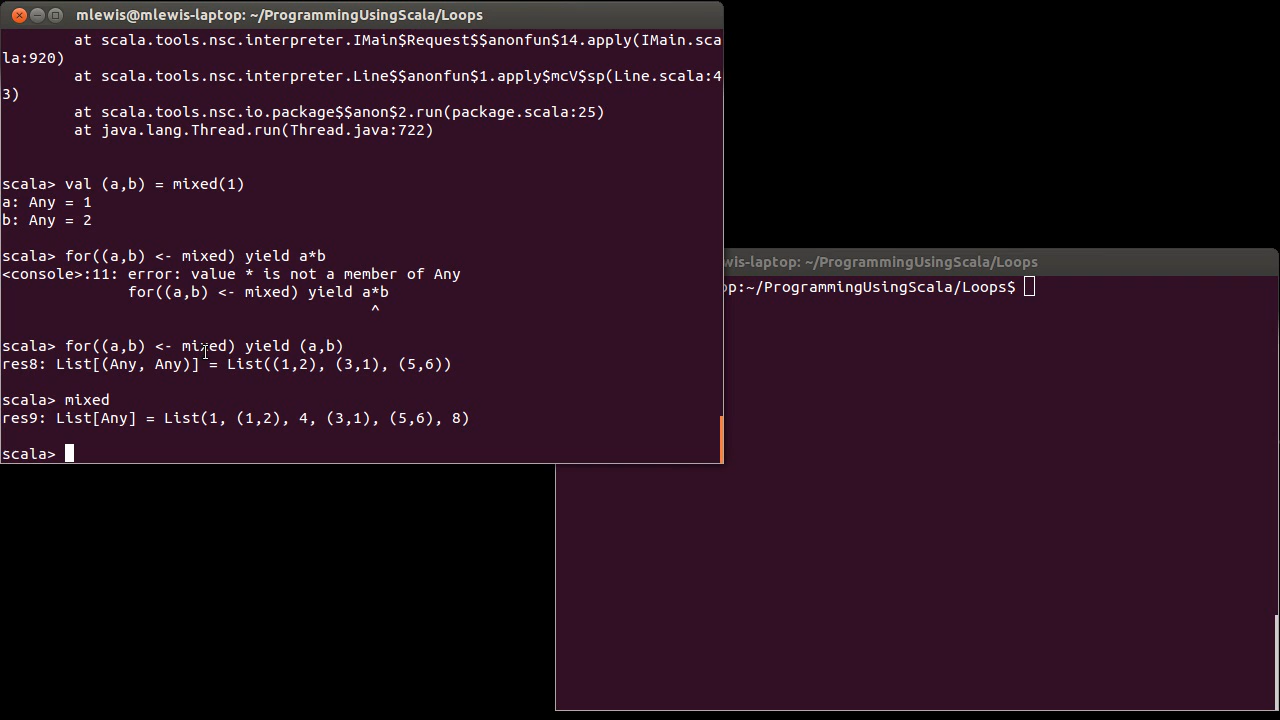 mlewis@mlewis-laptop: ~/ProgrammingUsingScala/Loops
at scala.tools.nsc.interpreter.IMain$Request$$anonfun$14.apply(IMain.sca
la:920)
at scala.tools.nsc.interpreter.Line$$anonfun$1.apply$mcV$sp(Line.scala:4
3)
at scala.tools.nsc.io.package$$anon$2.run(package.scala:25)
at java.lang.Thread.run(Thread.java:722)
scala> val (a,b) = mixed(1)
a: Any = 1
b: Any = 2
scala> for((a,b) <- mixed) yield a*b
<console>:11: error: value * is not a member of Any
for((a,b) <- mixed) yield a*b
^
scala> for((a,b) <- mixed) yield (a,b)
res8: List[(Any, Any)] = List((1,2), (3,1), (5,6))
scala> mixed
res9: List[Any] = List(1, (1,2), 4, (3,1), (5,6), 8)
scala>
wis-laptop: ~/ProgrammingUsingScala/Loops
op:~/ProgrammingUsingScala/Loops$